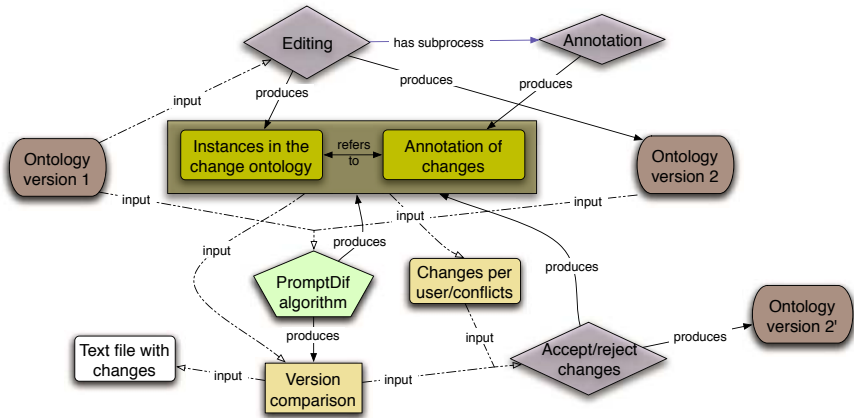 Editing
has subprocess
Annotation
input
produces
produces
produces
Instances in the
change ontology
refers
to
Annotation of
changes
Ontology
version 1
Ontology
version 2
input
input
input
input
produces
produces
PromptDif
algorithm
Changes per
user/conflicts
Ontology
version 2'
produces
input
produces
Text file with
changes
input
Version
comparison
input
Accept/reject
changes